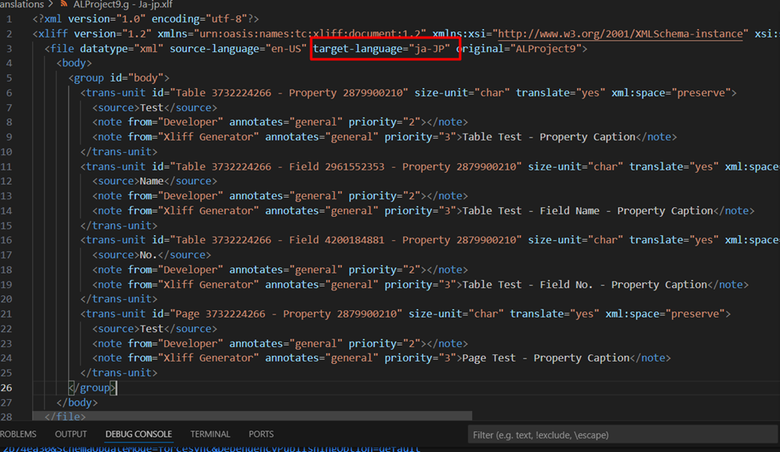 anslations > ALProject9.g - Ja-jp.xlf
1 <?xml version="1.0" encoding="utf-8"?>
2 <xliff version="1.2" xmlns="urn:oasis:names:tc:xliff:document:1.2" xmlns:xsi="http://www.w3.org/2001/XMLSchema-instance" xsi:
3 <file datatype="xml" source-language="en-US" target-language="ja-JP" original="ALProject9">
4 <body>
5 <group id="body">
6 <trans-unit id="Table 3732224266 - Property 2879900210" size-unit="char" translate="yes" xml:space="preserve">
7 <source>Test</source>
8 <note from="Developer" annotates="general" priority="2"></note>
9 <note from="Xliff Generator" annotates="general" priority="3">Table Test - Property Caption</note>
10 </trans-unit>
11 <trans-unit id="Table 3732224266 - Field 2961552353 - Property 2879900210" size-unit="char" translate="yes" xml:space
12 <source>Name</source>
13 <note from="Developer" annotates="general" priority="2"></note>
14 <note from="Xliff Generator" annotates="general" priority="3">Table Test - Field Name - Property Caption</note>
15 </trans-unit>
16 <trans-unit id="Table 3732224266 - Field 4200184881 - Property 2879900210" size-unit="char" translate="yes" xml:space
17 <source>No.</source>
18 <note from="Developer" annotates="general" priority="2"></note>
19 <note from="Xliff Generator" annotates="general" priority="3">Table Test - Field No. - Property Caption</note>
20 </trans-unit>
21 <trans-unit id="Page 3732224266 - Property 2879900210" size-unit="char" translate="yes" xml:space="preserve">
22 <source>Test</source>
23 <note from="Developer" annotates="general" priority="2"></note>
24 <note from="Xliff Generator" annotates="general" priority="3">Page Test - Property Caption</note>
25 </trans-unit>
26 </group>
27 </body>
28 </file>
ROBLEMS OUTPUT DEBUG CONSOLE TERMINAL PORTS Filter (e.g. text, !exclude, \escape)
2b74ea30&SchemaUpdateMode=forcesync&DependencyPublishingOption=default